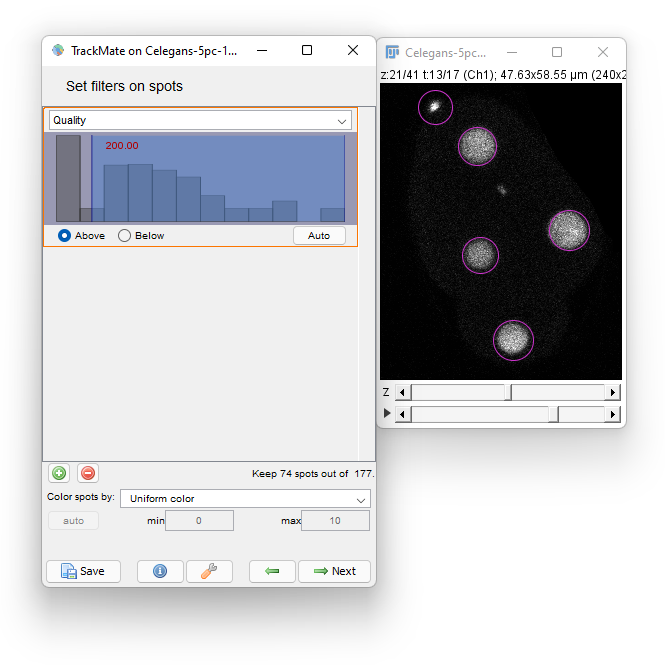 TrackMate on Celegans-5pc-1...
Set filters on spots
Quality
200.00
Above Below Auto
Keep 74 spots out of 177.
Color spots by: Uniform color
auto min 0 max 10
Save Next
Celegans-5pc...
z:21/41 t:13/17 (Ch1); 47.63x58.55 µm (240x2
Z